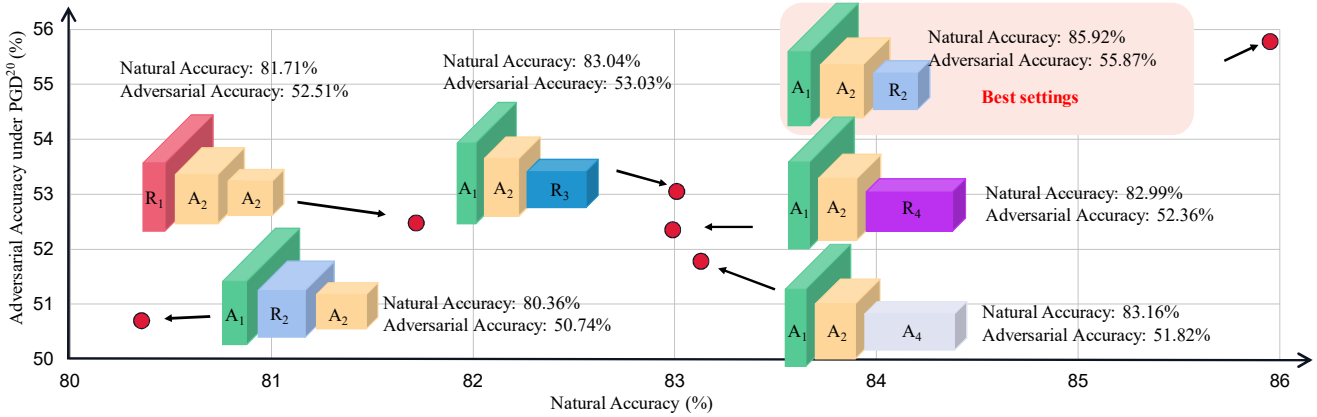 Adversarial Accuracy under PGD²⁰ (%)
56
55
54
53
52
51
50
80
81
82
83
84
85
86
Natural Accuracy (%)
Natural Accuracy: 81.71%
Adversarial Accuracy: 52.51%
R₁
A₂
A₂
Natural Accuracy: 83.04%
Adversarial Accuracy: 53.03%
A₁
A₂
R₃
Natural Accuracy: 85.92%
Adversarial Accuracy: 55.87%
Best settings
A₁
A₂
R₂
Natural Accuracy: 82.99%
Adversarial Accuracy: 52.36%
A₁
A₂
R₄
Natural Accuracy: 80.36%
Adversarial Accuracy: 50.74%
A₁
R₂
A₂
Natural Accuracy: 83.16%
Adversarial Accuracy: 51.82%
A₁
A₂
A₄